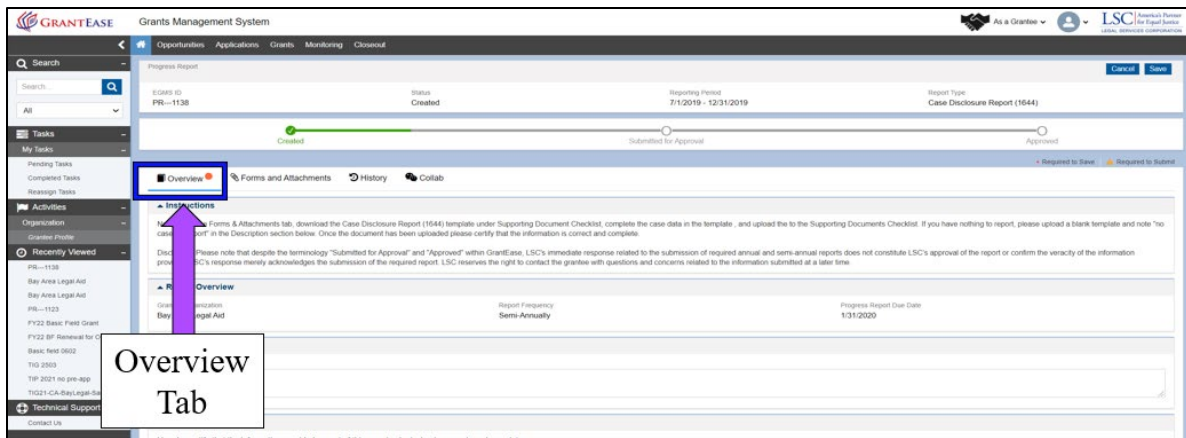 GRANTEASE
Grants Management System
As a Grantee
LSC America's Partner for Equal Justice
LEGAL SERVICES CORPORATION
Opportunities Applications Grants Monitoring Closeout
Search
Search...
All
Tasks
My Tasks
Pending Tasks
Completed Tasks
Reassign Tasks
Activities
Organization
Grantee Profile
Recently Viewed
PR---1138
Bay Area Legal Aid
Bay Area Legal Aid
PR---1123
FY22 Basic Field Grant
FY22 BF Renewal for O
Basic field 0602
TIG 2503
TIP 2021 no pre-app
TIG21-CA-BayLegal-Sa
Technical Support
Contact Us
Progress Report
Cancel Save
EGMS ID
PR---1138
Status
Created
Reporting Period
7/1/2019 - 12/31/2019
Report Type
Case Disclosure Report (1644)
Created
Submitted for Approval
Approved
Required to Save Required to Submit
Overview Forms and Attachments History Collab
Instructions
Forms & Attachments tab, download the Case Disclosure Report (1644) template under Supporting Document Checklist, complete the case data in the template , and upload the to the Supporting Documents Checklist. If you have nothing to report, please upload a blank template and note "no
in the Description section below. Once the document has been uploaded please certify that the information is correct and complete.
Please note that despite the terminology "Submitted for Approval" and "Approved" within GrantEase, LSC's immediate response related to the submission of required annual and semi-annual reports does not constitute LSC's approval of the report or confirm the veracity of the information
LSC's response merely acknowledges the submission of the required report. LSC reserves the right to contact the grantee with questions and concerns related to the information submitted at a later time.
Overview
Report Frequency
Semi-Annually
Progress Report Due Date
1/31/2020
Bay egal Aid
Overview
Tab